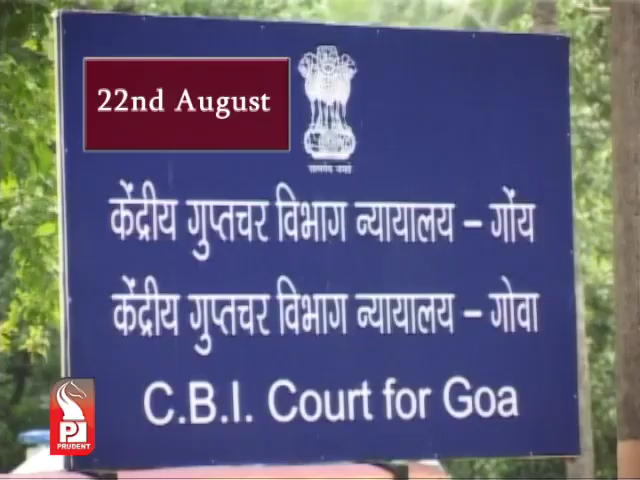 22nd August
सत्यमेव जयते
केंद्रीय गुप्तचर विभाग न्यायालय – गोंय
केंद्रीय गुप्तचर विभाग न्यायालय – गोवा
C.B.I. Court for Goa
P
PRUDENT